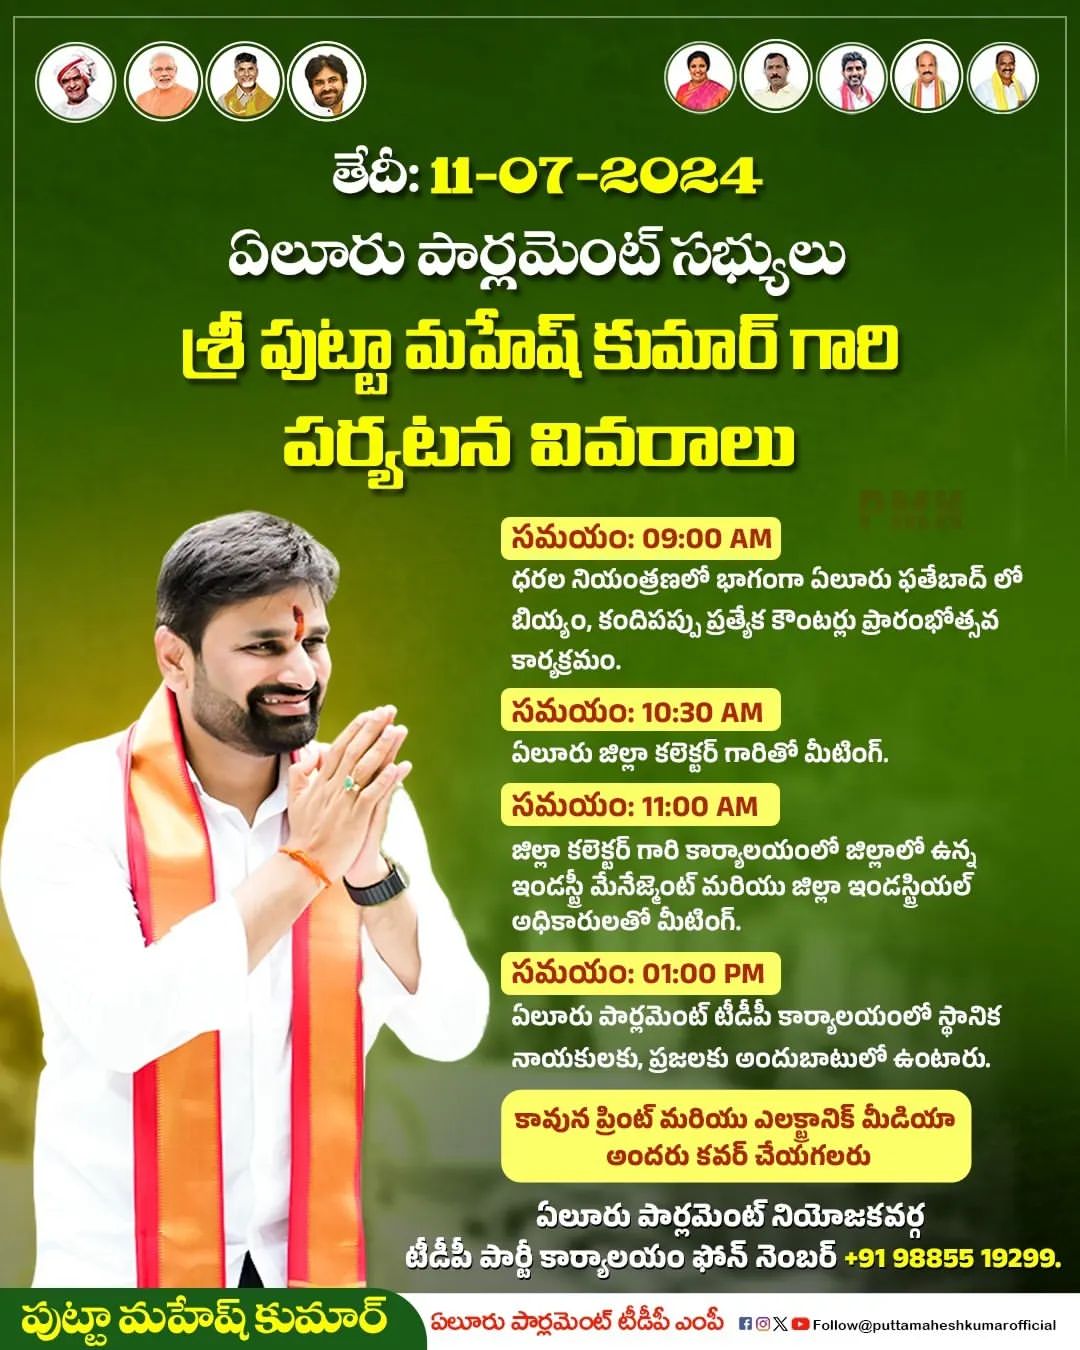 తేదీ: 11-07-2024
ఏలూరు పార్లమెంట్ సభ్యులు
శ్రీ పుట్టా మహేష్ కుమార్ గారి
పర్యటన వివరాలు
PMK
సమయం: 09:00 AM
ధరల నియంత్రణలో భాగంగా ఏలూరు ఫతేబాద్ లో
బియ్యం, కందిపప్పు ప్రత్యేక కౌంటర్లు ప్రారంభోత్సవ
కార్యక్రమం.
సమయం: 10:30 AM
ఏలూరు జిల్లా కలెక్టర్ గారితో మీటింగ్.
సమయం: 11:00 AM
జిల్లా కలెక్టర్ గారి కార్యాలయంలో జిల్లాలో ఉన్న
ఇండస్ట్రీ మేనేజ్మెంట్ మరియు జిల్లా ఇండస్ట్రియల్
అధికారులతో మీటింగ్.
సమయం: 01:00 PM
ఏలూరు పార్లమెంట్ టీడీపీ కార్యాలయంలో స్థానిక
నాయకులకు, ప్రజలకు అందుబాటులో ఉంటారు.
కావున ప్రింట్ మరియు ఎలక్ట్రానిక్ మీడియా
అందరు కవర్ చేయగలరు
ఏలూరు పార్లమెంట్ నియోజకవర్గ
టీడీపీ పార్టీ కార్యాలయం ఫోన్ నెంబర్ +91 98855 19299.
పుట్టా మహేష్ కుమార్ ఏలూరు పార్లమెంట్ టీడీపీ ఎంపీ Follow@puttamaheshkumarofficial